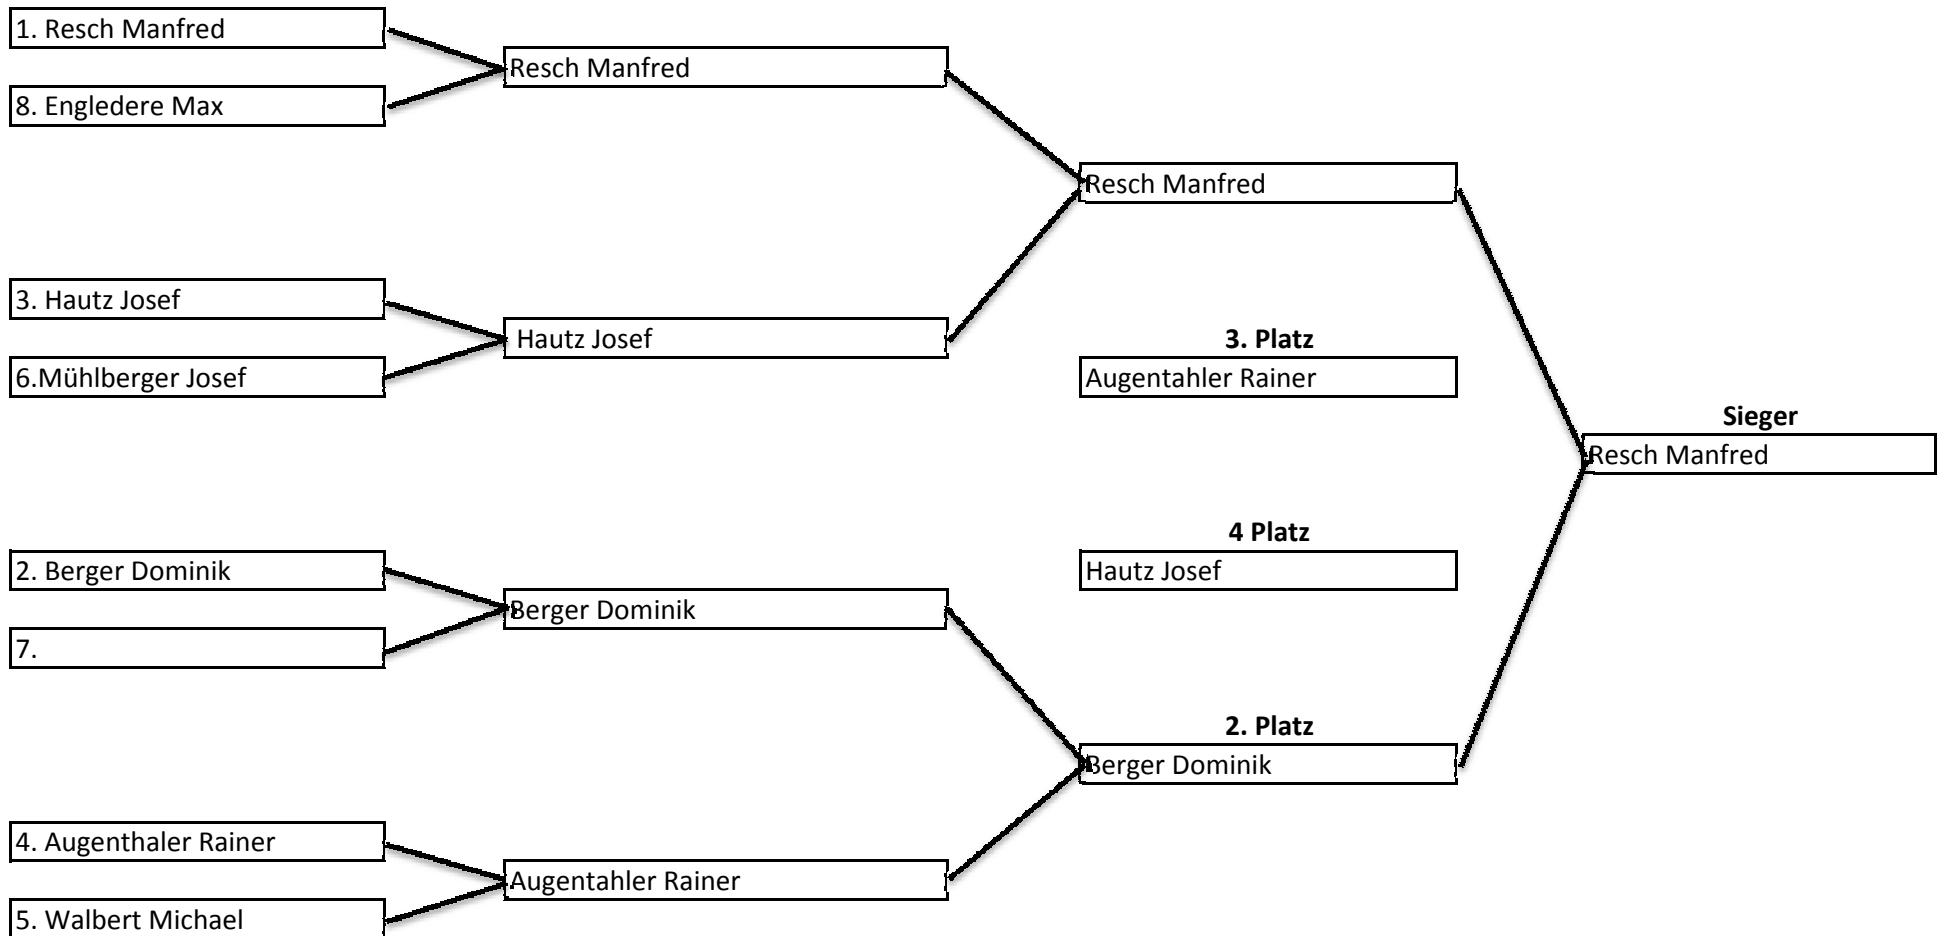 1. Resch Manfred
Resch Manfred
8. Engledere Max
Resch Manfred
3. Hautz Josef
Hautz Josef
3. Platz
6.Mühlberger Josef
Augentahler Rainer
Sieger
Resch Manfred
4 Platz
2. Berger Dominik
Hautz Josef
Berger Dominik
7.
2. Platz
Berger Dominik
4. Augenthaler Rainer
Augentahler Rainer
5. Walbert Michael